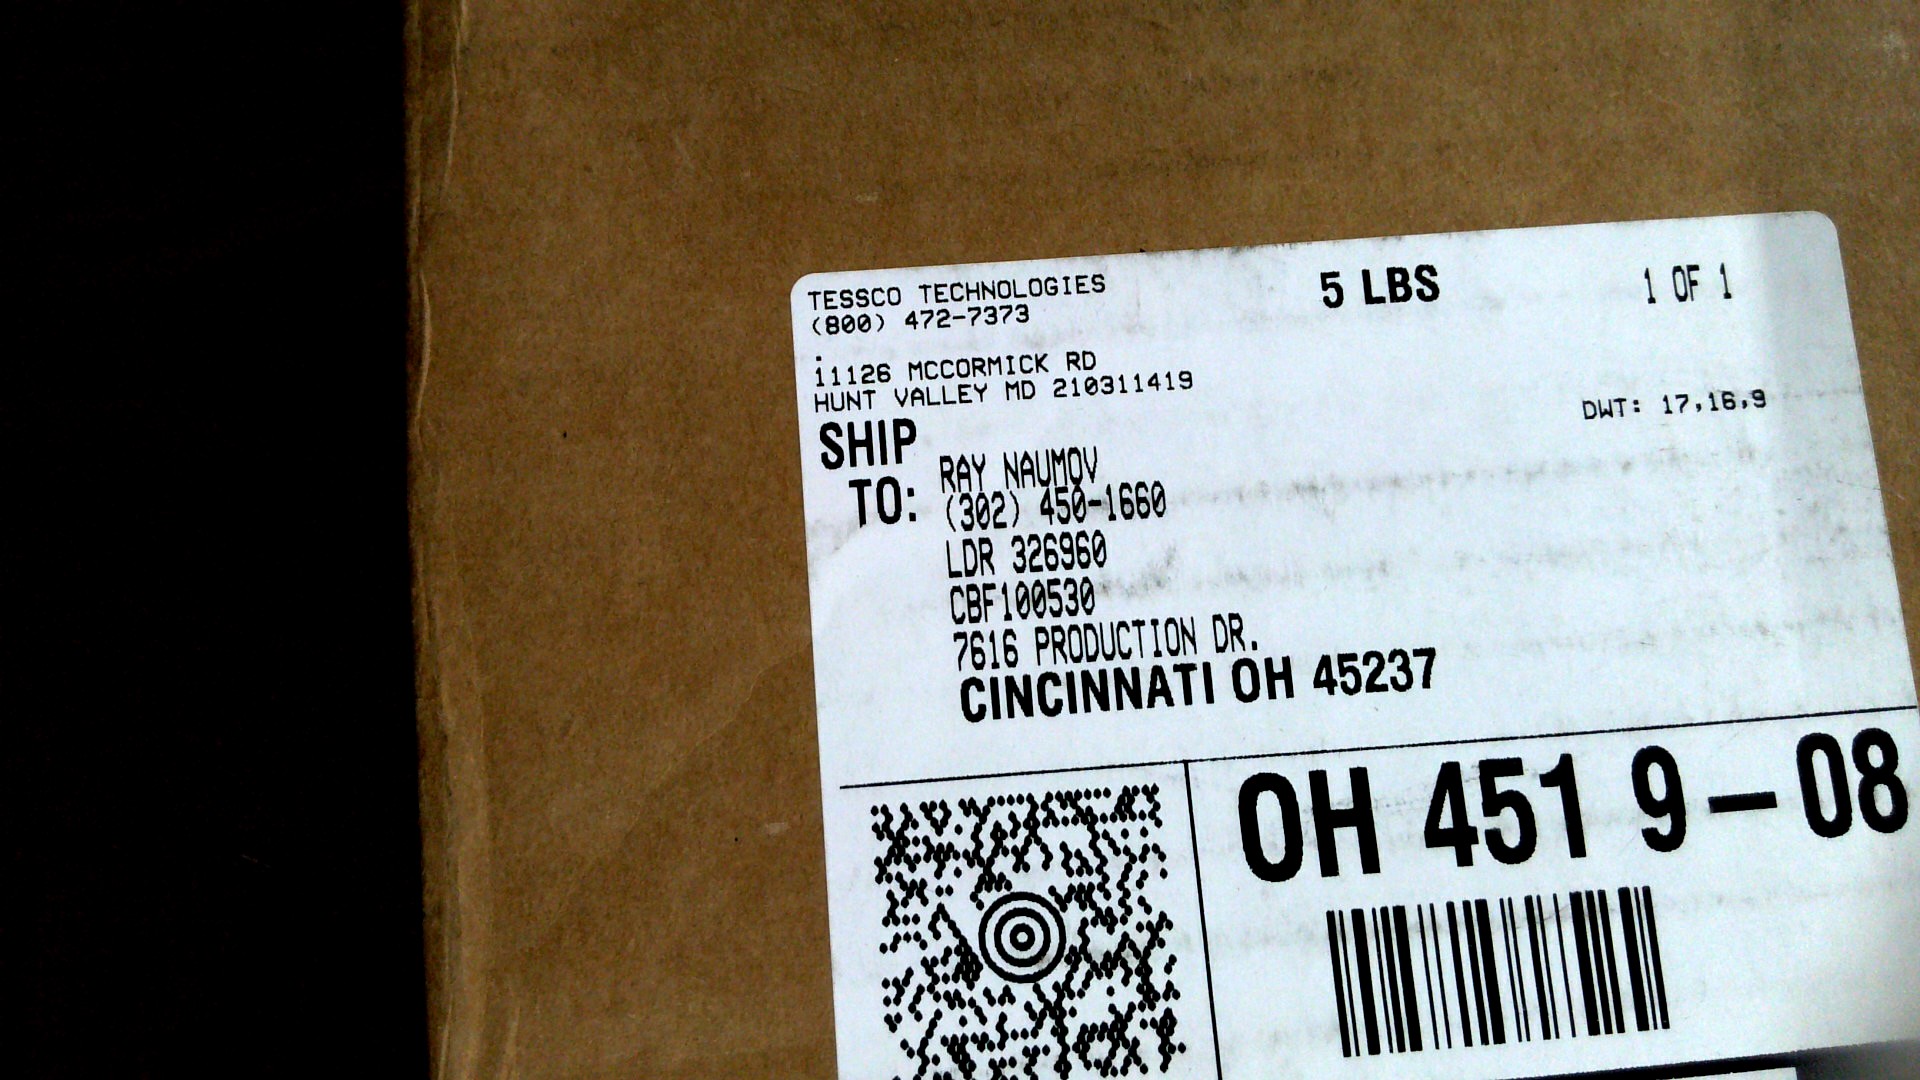 TESSCO TECHNOLOGIES
(800) 472-7373
5 LBS
1 OF 1
.
11126 MCCORMICK RD
HUNT VALLEY MD 210311419
DWT: 17,16,9
SHIP
TO:
RAY NAUMOV
(302) 450-1660
LDR 326960
CBF100530
7616 PRODUCTION DR.
CINCINNATI OH 45237
OH 451 9-08